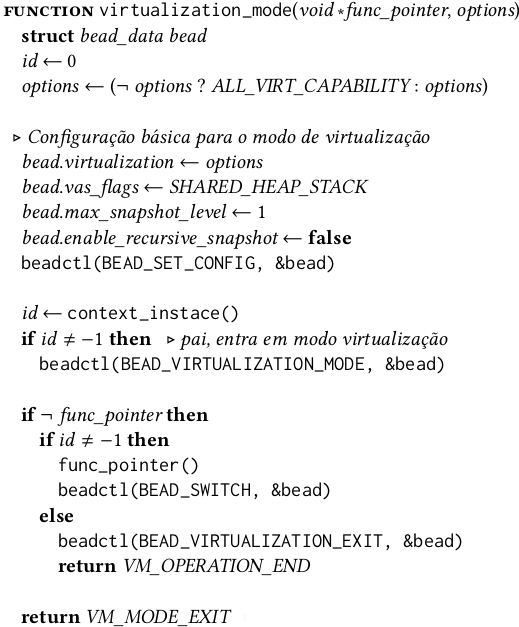 FUNCTION virtualization_mode(void *func_pointer, options)
struct bead_data bead
id ← 0
options ← (¬ options ? ALL_VIRT_CAPABILITY : options)
▹ Configuração básica para o modo de virtualização
bead.virtualization ← options
bead.vas_flags ← SHARED_HEAP_STACK
bead.max_snapshot_level ← 1
bead.enable_recursive_snapshot ← false
beadctl(BEAD_SET_CONFIG, &bead)
id ← context_instace()
if id ≠ −1 then ▹ pai, entra em modo virtualização
beadctl(BEAD_VIRTUALIZATION_MODE, &bead)
if ¬ func_pointer then
if id ≠ −1 then
func_pointer()
beadctl(BEAD_SWITCH, &bead)
else
beadctl(BEAD_VIRTUALIZATION_EXIT, &bead)
return VM_OPERATION_END
return VM_MODE_EXIT